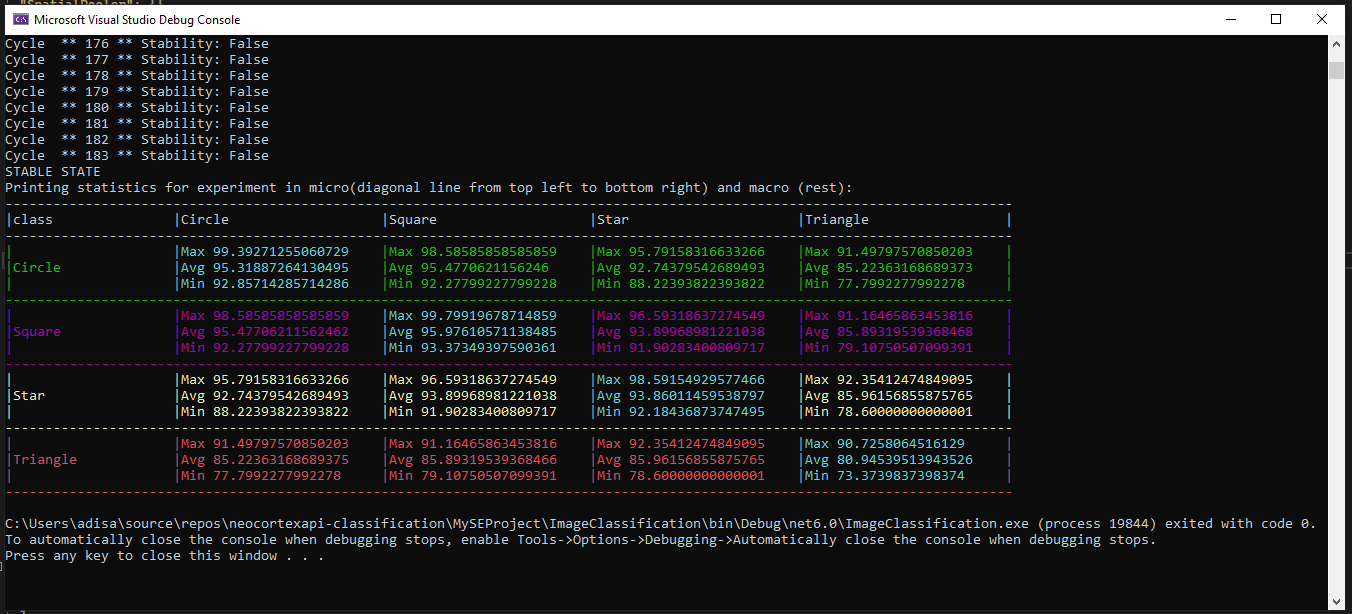 "SpatialPooler": {{
Microsoft Visual Studio Debug Console
Cycle  ** 176 ** Stability: False
Cycle  ** 177 ** Stability: False
Cycle  ** 178 ** Stability: False
Cycle  ** 179 ** Stability: False
Cycle  ** 180 ** Stability: False
Cycle  ** 181 ** Stability: False
Cycle  ** 182 ** Stability: False
Cycle  ** 183 ** Stability: False
STABLE STATE
Printing statistics for experiment in micro(diagonal line from top left to bottom right) and macro (rest):
|class |Circle |Square |Star |Triangle |
| |Max 99.39271255060729 |Max 98.58585858585859 |Max 95.79158316633266 |Max 91.49797570850203 |
|Circle |Avg 95.31887264130495 |Avg 95.4770621156246 |Avg 92.74379542689493 |Avg 85.22363168689373 |
| |Min 92.85714285714286 |Min 92.27799227799228 |Min 88.22393822393822 |Min 77.7992277992278 |
| |Max 98.58585858585859 |Max 99.79919678714859 |Max 96.59318637274549 |Max 91.16465863453816 |
|Square |Avg 95.47706211562462 |Avg 95.97610571138485 |Avg 93.89968981221038 |Avg 85.89319539368468 |
| |Min 92.27799227799228 |Min 93.37349397590361 |Min 91.90283400809717 |Min 79.10750507099391 |
| |Max 95.79158316633266 |Max 96.59318637274549 |Max 98.59154929577466 |Max 92.35412474849095 |
|Star |Avg 92.74379542689493 |Avg 93.89968981221038 |Avg 93.86011459538797 |Avg 85.96156855875765 |
| |Min 88.22393822393822 |Min 91.90283400809717 |Min 92.18436873747495 |Min 78.60000000000001 |
| |Max 91.49797570850203 |Max 91.16465863453816 |Max 92.35412474849095 |Max 90.7258064516129 |
|Triangle |Avg 85.22363168689375 |Avg 85.89319539368466 |Avg 85.96156855875765 |Avg 80.94539513943526 |
| |Min 77.7992277992278 |Min 79.10750507099391 |Min 78.60000000000001 |Min 73.3739837398374 |
C:\Users\adisa\source\repos\neocortexapi-classification\MySEProject\ImageClassification\bin\Debug\net6.0\ImageClassification.exe (process 19844) exited with code 0.
To automatically close the console when debugging stops, enable Tools->Options->Debugging->Automatically close the console when debugging stops.
Press any key to close this window . . .